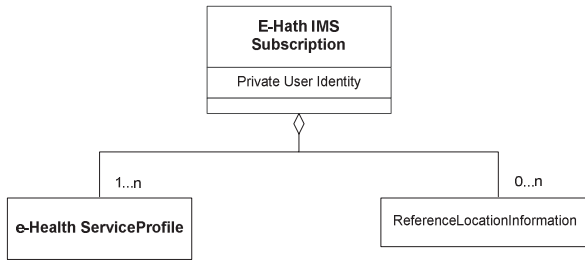 E-Hath IMS
Subscription
Private User Identity
1...n
0...n
e-Health ServiceProfile
ReferenceLocationInformation